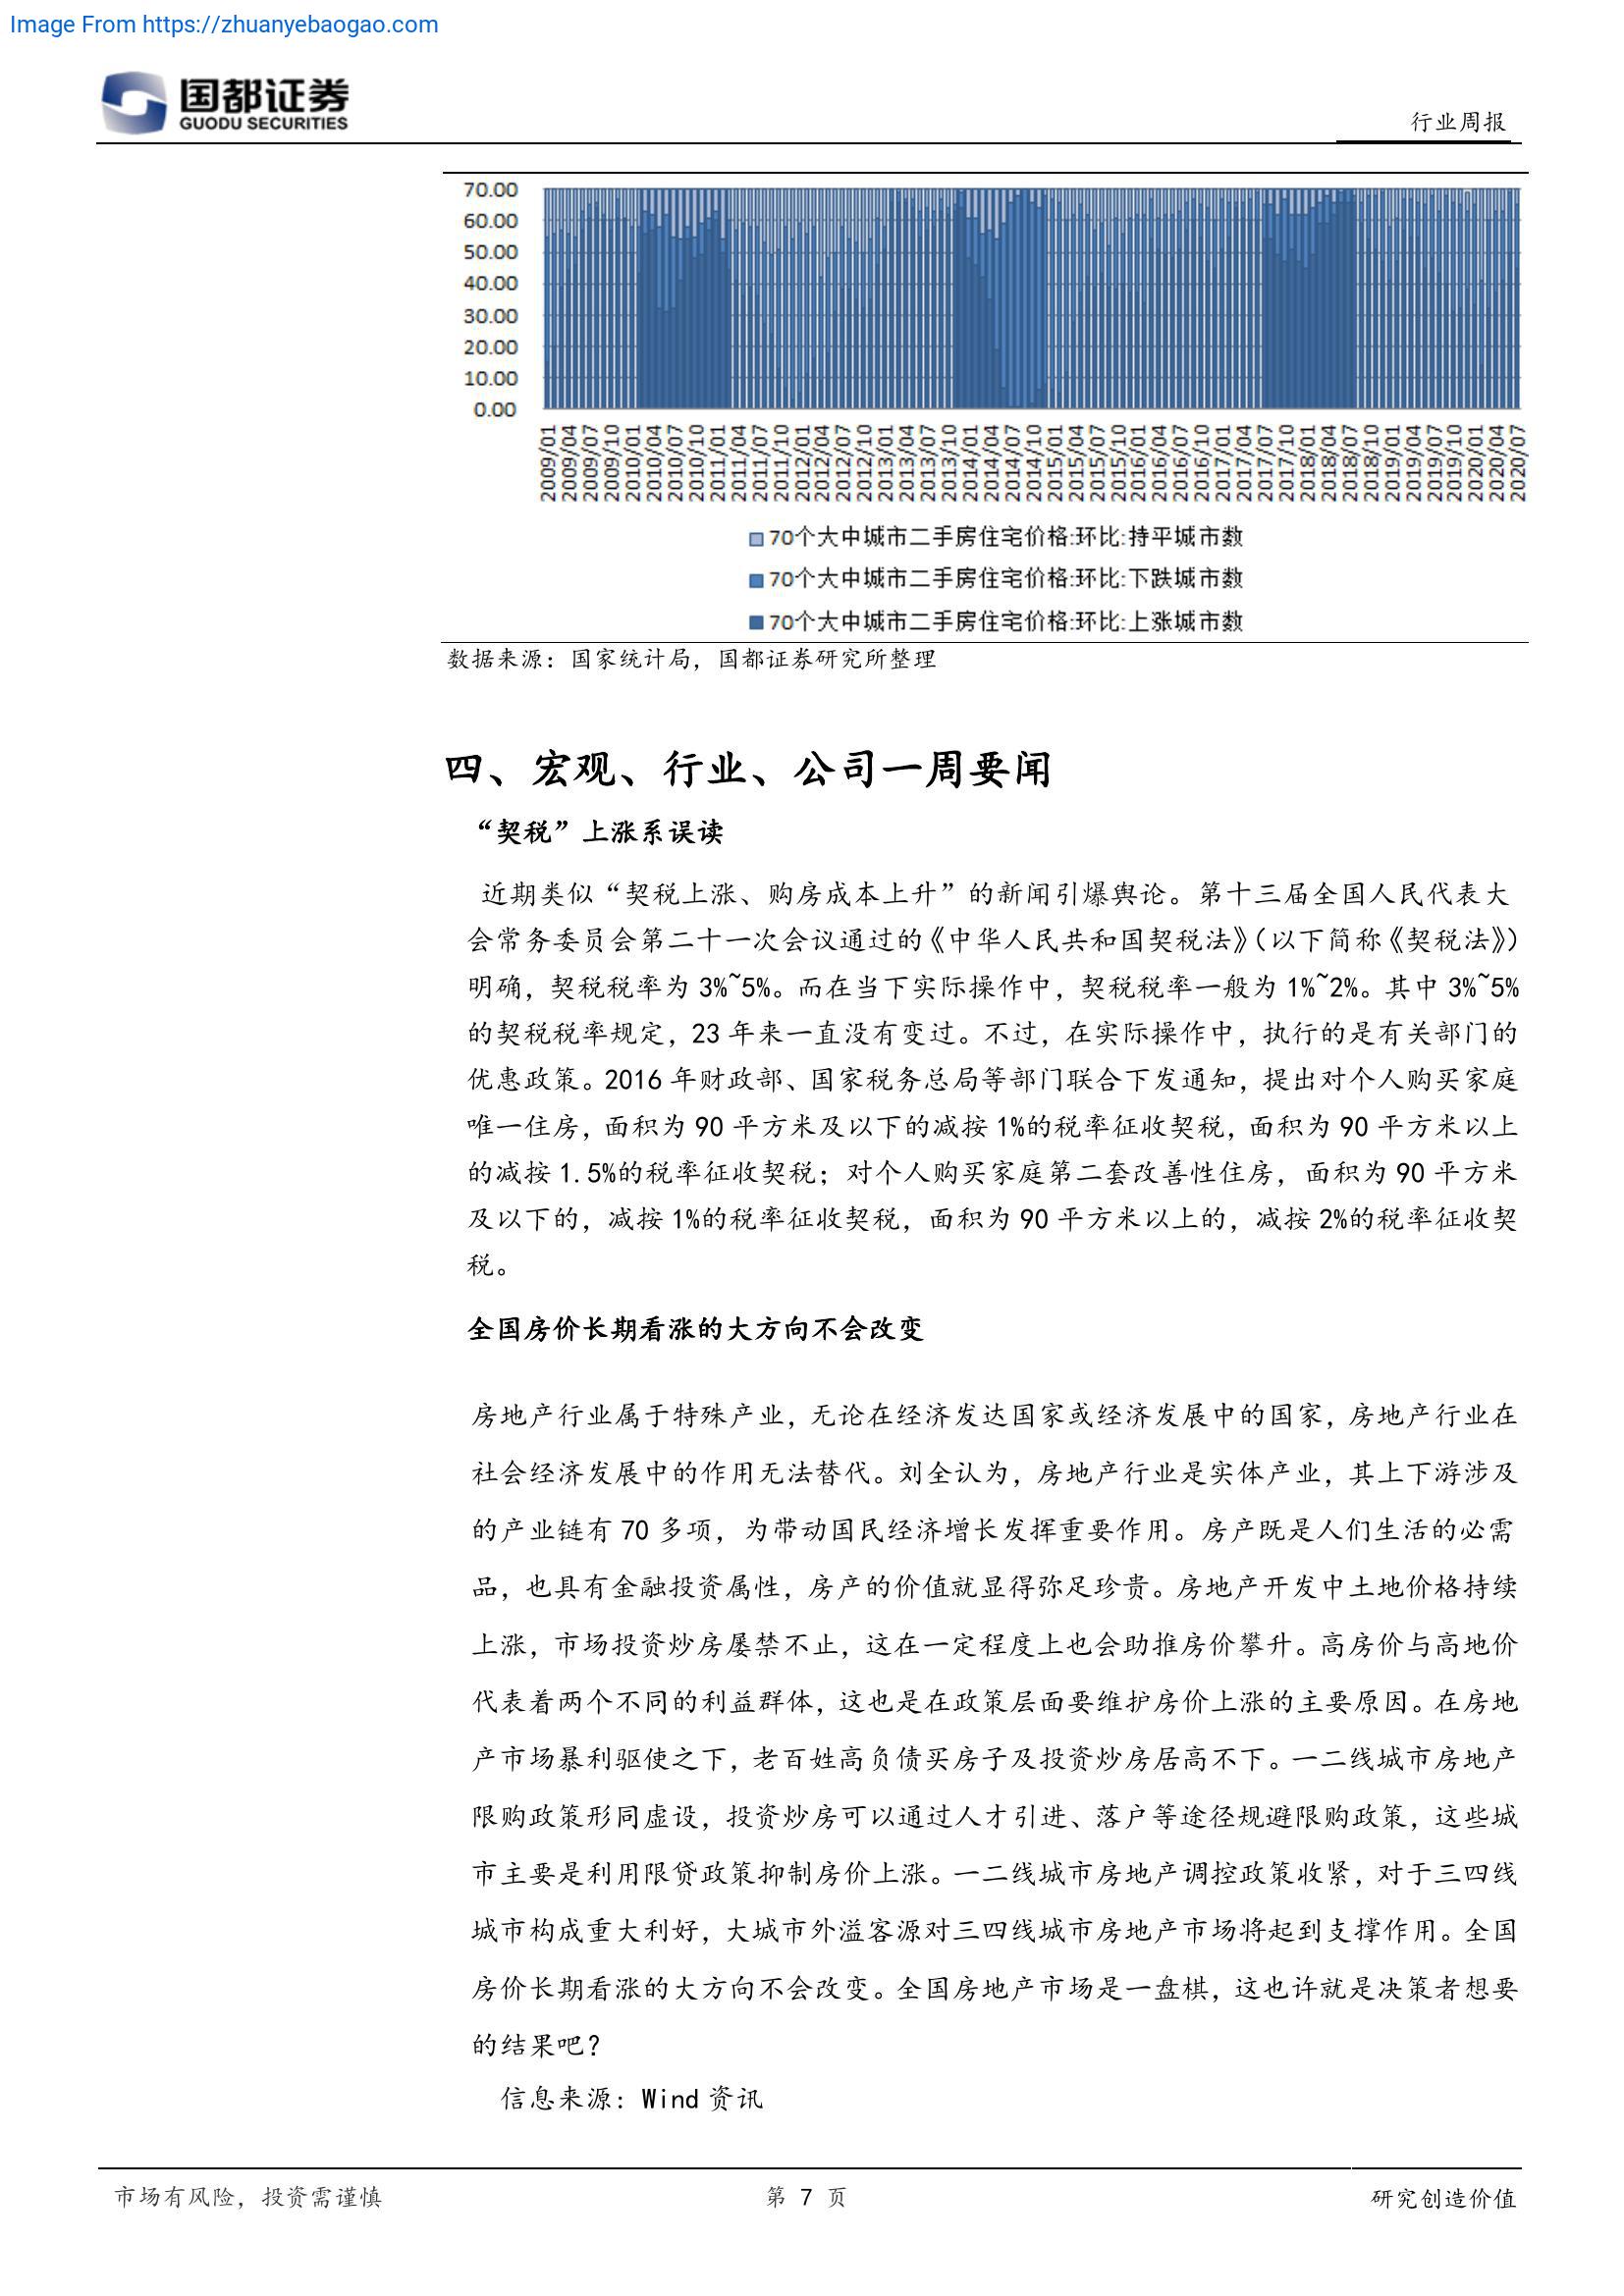 Image From https://zhuanyebaogao.com
国都证券
GUODU SECURITIES
行业周报
70.00
60.00
50.00
40.00
30.00
20.00
10.00
0.00
2009/01
2009/04
2009/07
2009/10
2010/01
2010/04
2010/07
2010/10
2011/01
2011/04
2011/07
2011/10
2012/01
2012/04
2012/07
2012/10
2013/01
2013/04
2013/07
2013/10
2014/01
2014/04
2014/07
2014/10
2015/01
2015/04
2015/07
2015/10
2016/01
2016/04
2016/07
2016/10
2017/01
2017/04
2017/07
2017/10
2018/01
2018/04
2018/07
2018/10
2019/01
2019/04
2019/07
2019/10
2020/01
2020/04
2020/07
70个大中城市二手房住宅价格:环比:持平城市数
70个大中城市二手房住宅价格:环比:下跌城市数
70个大中城市二手房住宅价格:环比:上涨城市数
数据来源：国家统计局，国都证券研究所整理
四、宏观、行业、公司一周要闻
“契税”上涨系误读
近期类似“契税上涨、购房成本上升”的新闻引爆舆论。第十三届全国人民代表大
会常务委员会第二十一次会议通过的《中华人民共和国契税法》（以下简称《契税法》）
明确，契税税率为 3%~5%。而在当下实际操作中，契税税率一般为 1%~2%。其中 3%~5%
的契税税率规定，23 年来一直没有变过。不过，在实际操作中，执行的是有关部门的
优惠政策。2016 年财政部、国家税务总局等部门联合下发通知，提出对个人购买家庭
唯一住房，面积为 90 平方米及以下的减按 1%的税率征收契税，面积为 90 平方米以上
的减按 1.5%的税率征收契税；对个人购买家庭第二套改善性住房，面积为 90 平方米
及以下的，减按 1%的税率征收契税，面积为 90 平方米以上的，减按 2%的税率征收契
税。
全国房价长期看涨的大方向不会改变
房地产行业属于特殊产业，无论在经济发达国家或经济发展中的国家，房地产行业在
社会经济发展中的作用无法替代。刘全认为，房地产行业是实体产业，其上下游涉及
的产业链有 70 多项，为带动国民经济增长发挥重要作用。房产既是人们生活的必需
品，也具有金融投资属性，房产的价值就显得弥足珍贵。房地产开发中土地价格持续
上涨，市场投资炒房屡禁不止，这在一定程度上也会助推房价攀升。高房价与高地价
代表着两个不同的利益群体，这也是在政策层面要维护房价上涨的主要原因。在房地
产市场暴利驱使之下，老百姓高负债买房子及投资炒房居高不下。一二线城市房地产
限购政策形同虚设，投资炒房可以通过人才引进、落户等途径规避限购政策，这些城
市主要是利用限贷政策抑制房价上涨。一二线城市房地产调控政策收紧，对于三四线
城市构成重大利好，大城市外溢客源对三四线城市房地产市场将起到支撑作用。全国
房价长期看涨的大方向不会改变。全国房地产市场是一盘棋，这也许就是决策者想要
的结果吧？
信息来源：Wind 资讯
市场有风险，投资需谨慎
第 7 页
研究创造价值